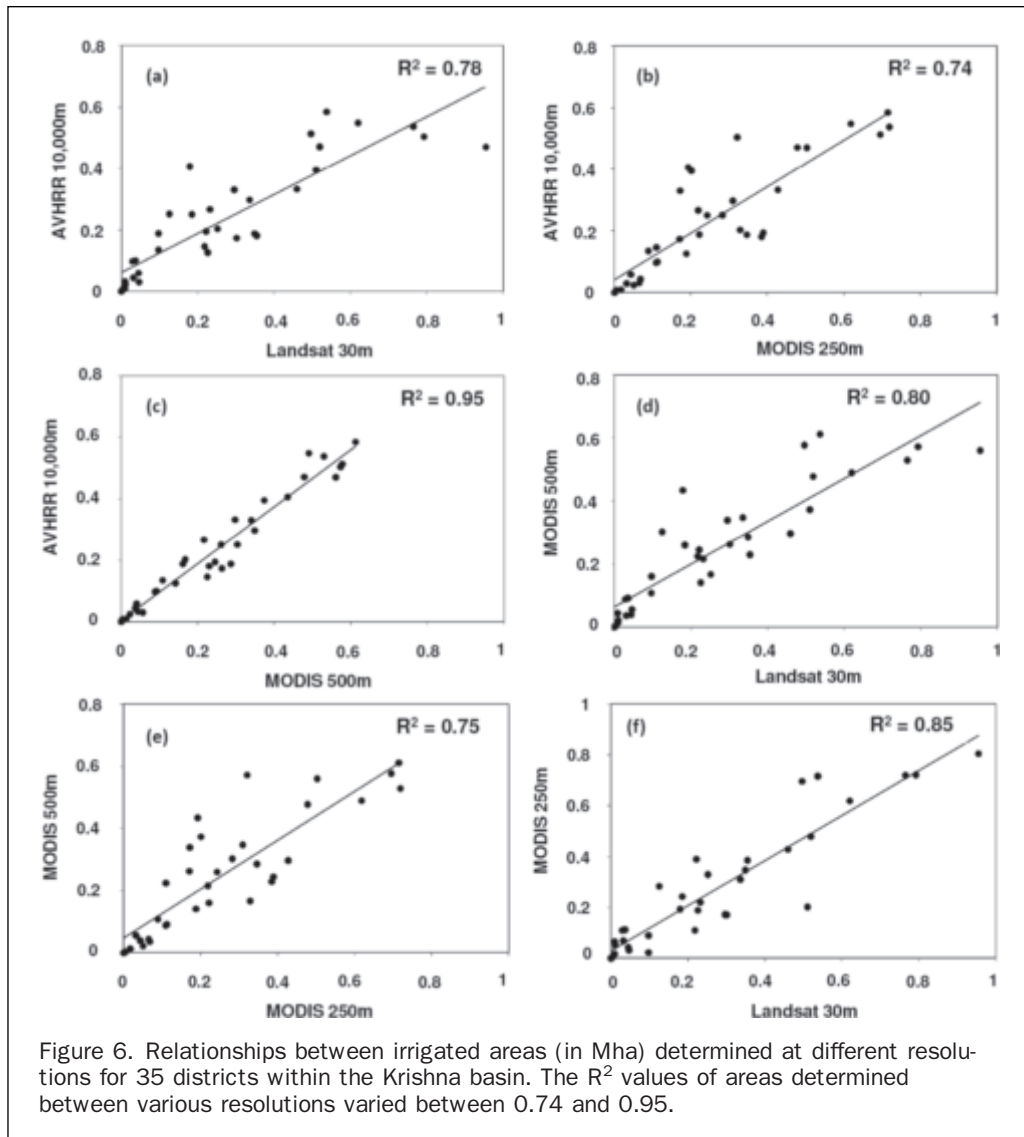 (a)
R² = 0.78
AVHRR 10,000m
0.8
0.6
0.4
0.2
0
0 0.2 0.4 0.6 0.8 1
Landsat 30m
(b)
R² = 0.74
AVHRR 10,000m
0.8
0.6
0.4
0.2
0
0 0.2 0.4 0.6 0.8 1
MODIS 250m
(c)
R² = 0.95
AVHRR 10,000m
0.8
0.6
0.4
0.2
0
0 0.2 0.4 0.6 0.8 1
MODIS 500m
(d)
R² = 0.80
MODIS 500m
0.8
0.6
0.4
0.2
0
0 0.2 0.4 0.6 0.8 1
Landsat 30m
(e)
R² = 0.75
MODIS 500m
0.8
0.6
0.4
0.2
0
0 0.2 0.4 0.6 0.8 1
MODIS 250m
(f)
R² = 0.85
MODIS 250m
1
0.8
0.6
0.4
0.2
0
0 0.2 0.4 0.6 0.8 1
Landsat 30m
Figure 6. Relationships between irrigated areas (in Mha) determined at different resolu-
tions for 35 districts within the Krishna basin. The R² values of areas determined
between various resolutions varied between 0.74 and 0.95.